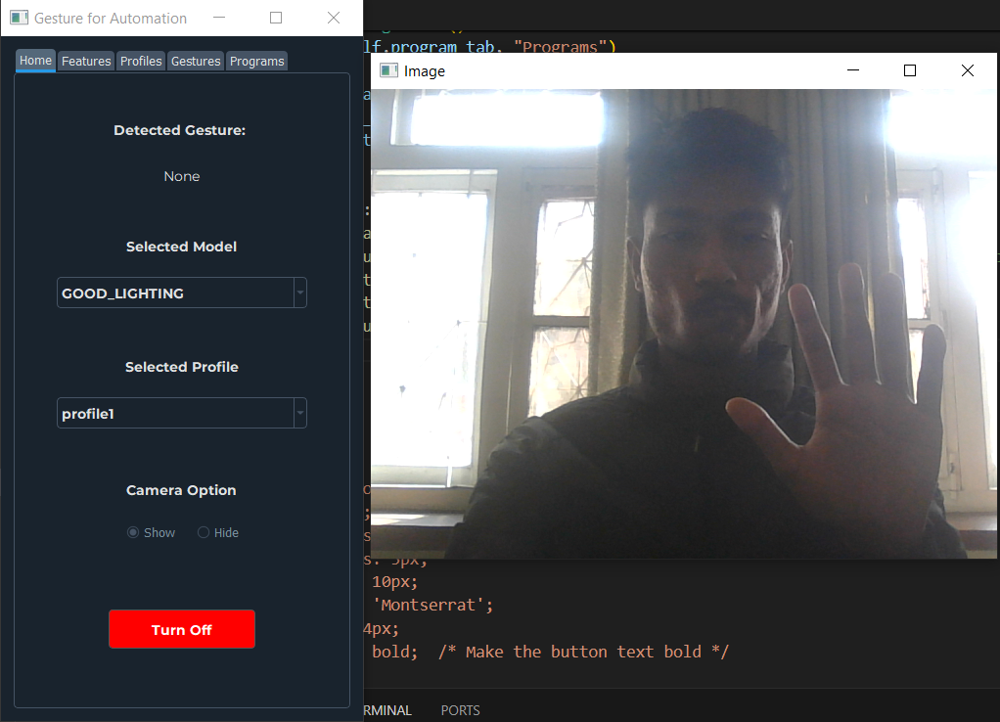 Gesture for Automation
Home Features Profiles Gestures Programs
Detected Gesture:
None
Selected Model
GOOD_LIGHTING
Selected Profile
profile1
Camera Option
Show Hide
Turn Off
lf.program_tab, "Programs")
Image
s: 5px;
10px;
'Montserrat';
4px;
bold; /* Make the button text bold */
RMINAL PORTS